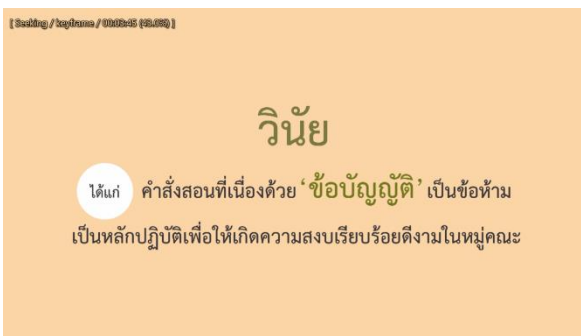 [ Seeking / keyframe / 00:03:45 (43.0%) ]
วินัย
ได้แก่ คำสั่งสอนที่เนื่องด้วย ‘ข้อบัญญัติ’ เป็นข้อห้าม
เป็นหลักปฏิบัติเพื่อให้เกิดความสงบเรียบร้อยดีงามในหมู่คณะ